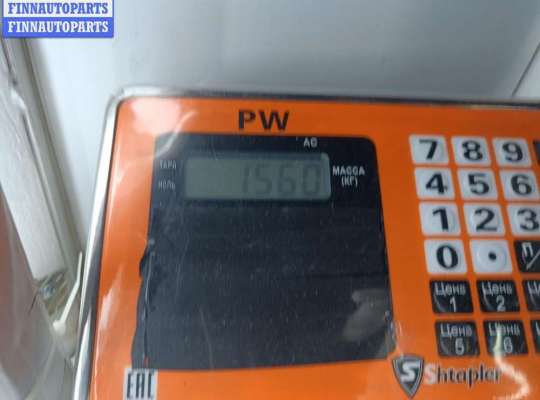 FINNAUTOPARTS
FINNAUTOPARTS
PW
AC
ТАРА
НОЛЬ
1560
МАССА
(КГ)
7 8 9
4 5 6
1 2 3
0 •
Цена
1
Цена
2
Цена
5
Цена
6
EAC
S Shtapler